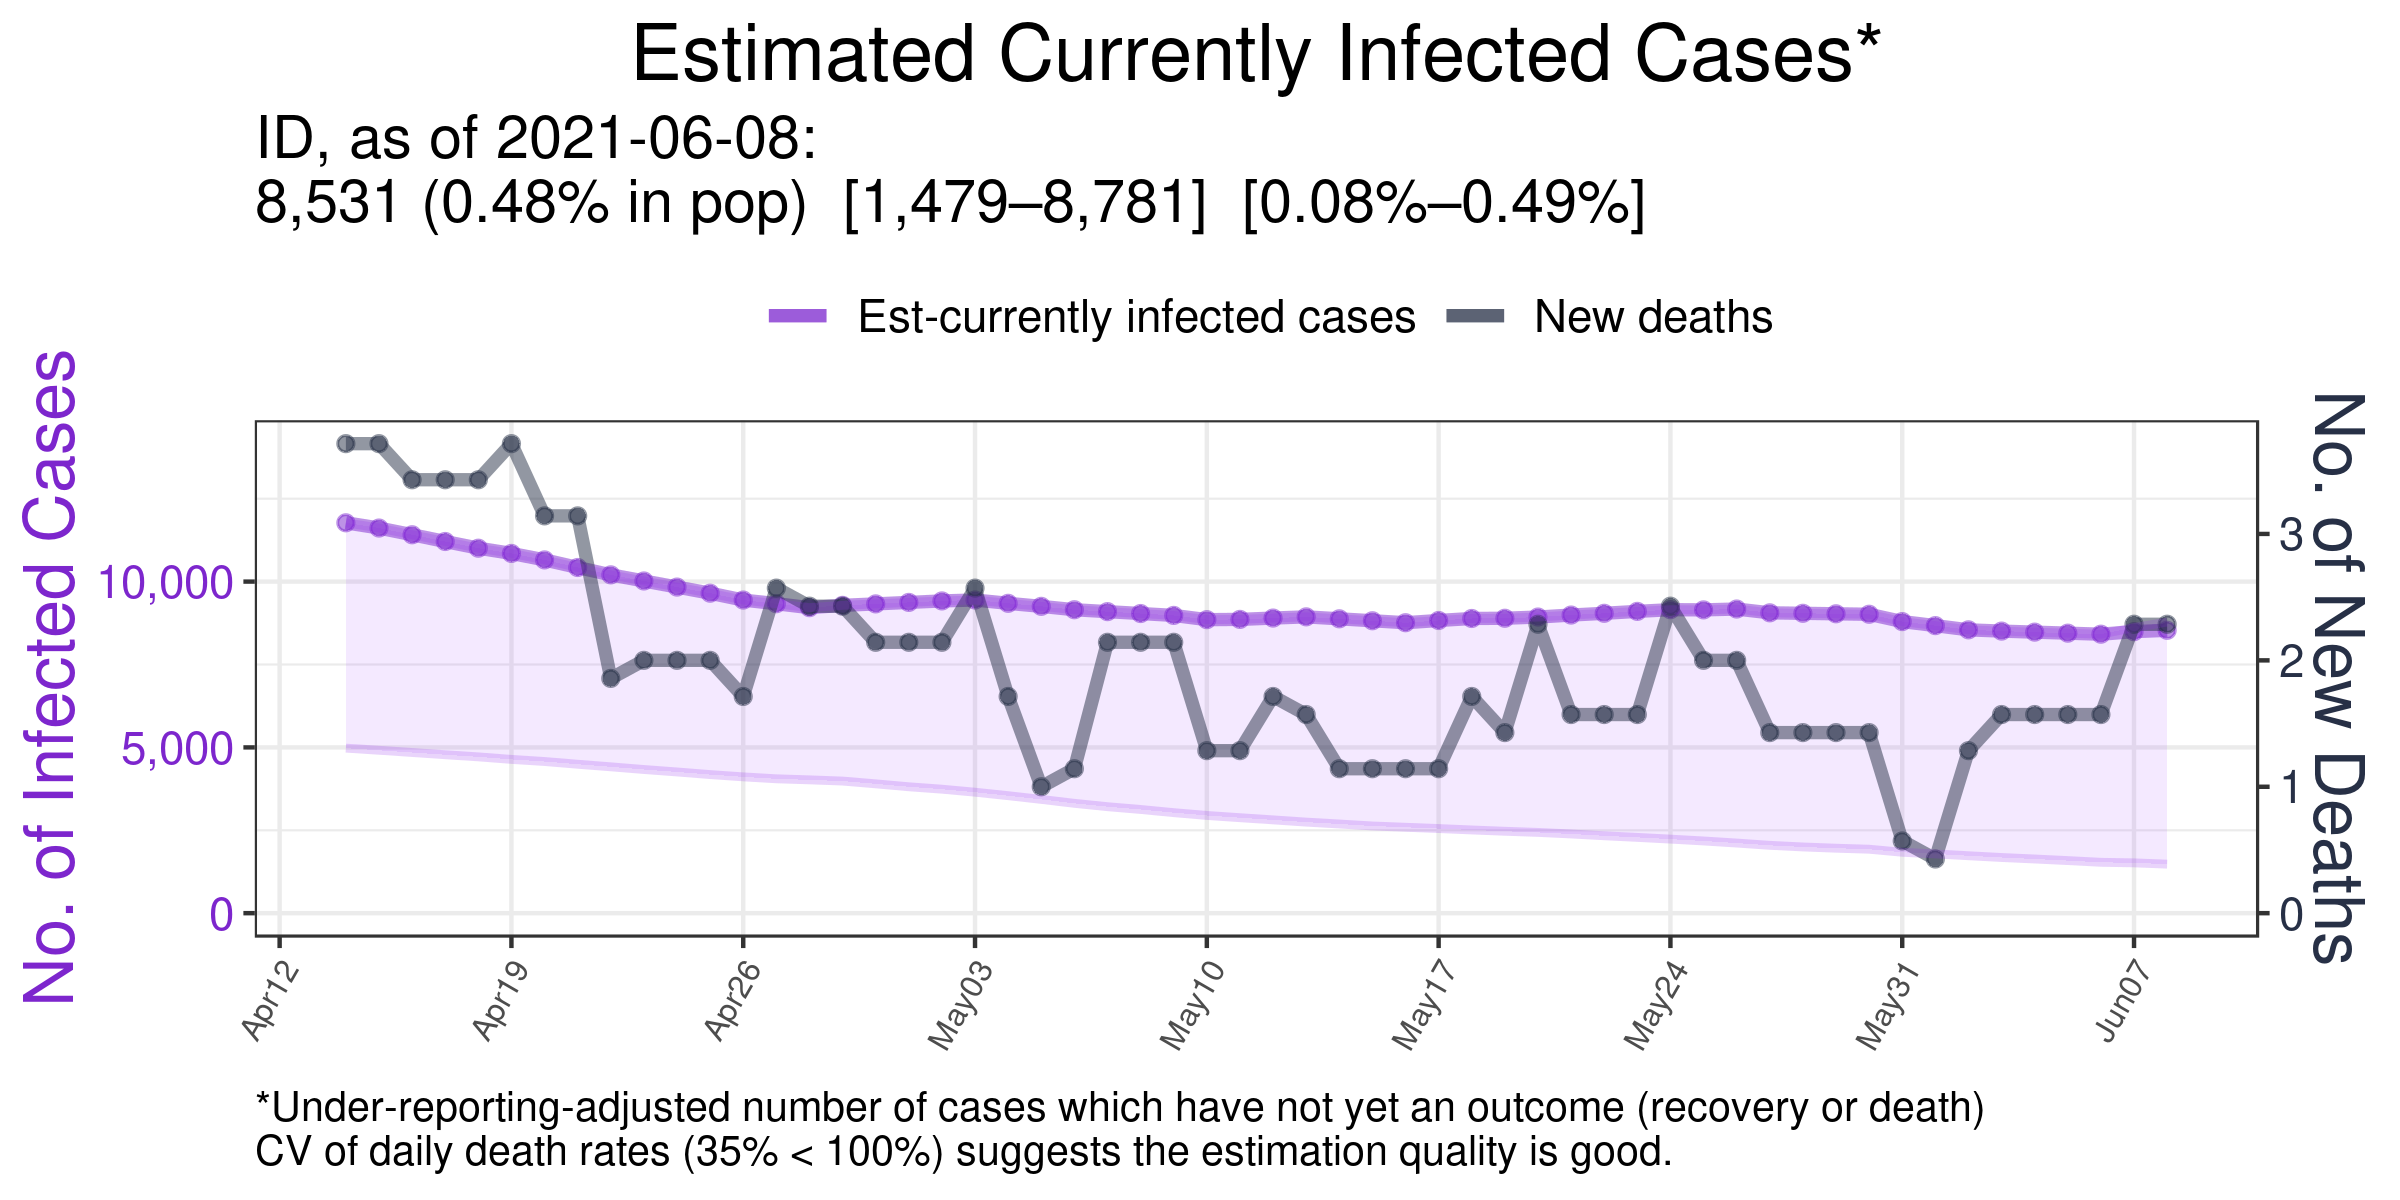 Estimated Currently Infected Cases*
ID, as of 2021-06-08:
8,531 (0.48% in pop)  [1,479–8,781]  [0.08%–0.49%]
Est-currently infected cases
New deaths
No. of Infected Cases
10,000
5,000
0
3
2
1
0
No. of New Deaths
Apr12
Apr19
Apr26
May03
May10
May17
May24
May31
Jun07
*Under-reporting-adjusted number of cases which have not yet an outcome (recovery or death)
CV of daily death rates (35% < 100%) suggests the estimation quality is good.